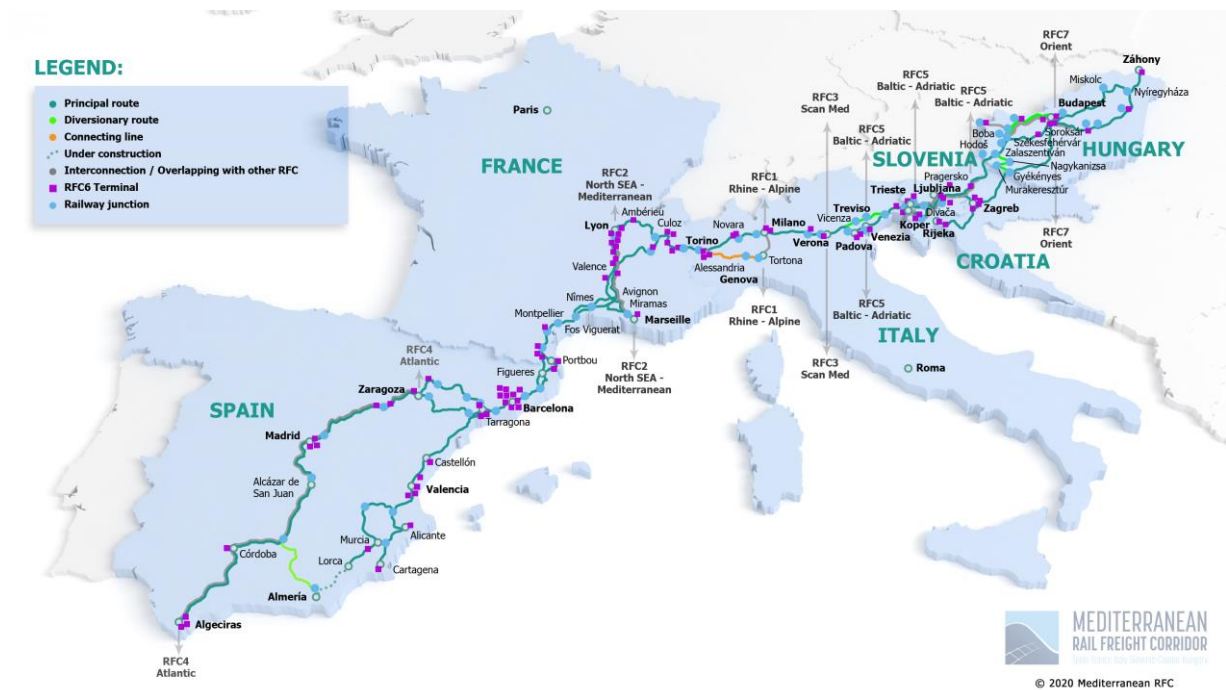 LEGEND:
Principal route
Diversionary route
Connecting line
Under construction
Interconnection / Overlapping with other RFC
RFC6 Terminal
Railway junction
Paris
FRANCE
RFC2
North SEA -
Mediterranean
Ambérieu
Lyon
Culoz
Valence
Avignon
Miramas
Nîmes
Montpellier
Fos Viguerat
Marseille
RFC2
North SEA -
Mediterranean
Portbou
Figueres
RFC4
Atlantic
Zaragoza
SPAIN
Barcelona
Tarragona
Madrid
Castellón
Alcázar de
San Juan
Valencia
Alicante
Murcia
Córdoba
Lorca
Cartagena
Almería
Algeciras
RFC4
Atlantic
RFC1
Rhine - Alpine
Torino
Novara
Milano
Alessandria
Tortona
Genova
RFC1
Rhine - Alpine
RFC3
Scan Med
Verona
Vicenza
Treviso
Padova
Venezia
RFC3
Scan Med
RFC5
Baltic - Adriatic
RFC5
Baltic - Adriatic
RFC5
Baltic - Adriatic
RFC5
Baltic - Adriatic
ITALY
Roma
SLOVENIA
Trieste
Ljubljana
Pragersko
Divača
Koper
Rijeka
Zagreb
CROATIA
RFC7
Orient
RFC7
Orient
Záhony
Miskolc
Nyíregyháza
Budapest
Soroksár
Boba
Székesfehérvár
Hodoš
Zalaszentiván
HUNGARY
Nagykanizsa
Gyékényes
Murakeresztúr
MEDITERRANEAN
RAIL FREIGHT CORRIDOR
© 2020 Mediterranean RFC